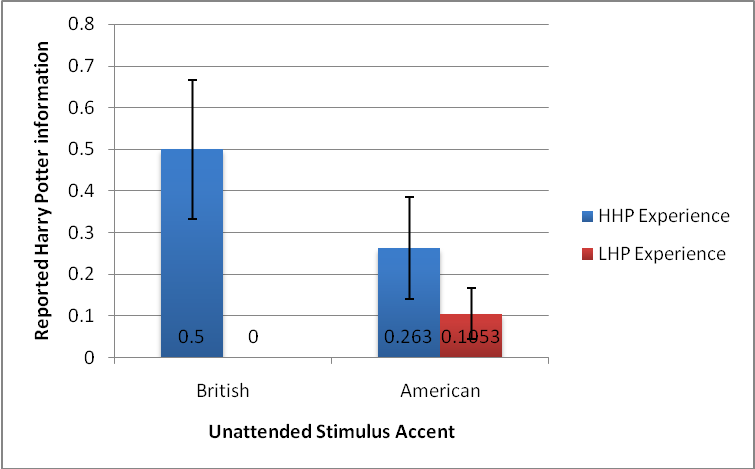 0.8
0.7
0.6
0.5
0.4
0.3
0.2
0.1
0
Reported Harry Potter information
0.5
0
0.263
0.1053
British
American
Unattended Stimulus Accent
HHP Experience
LHP Experience